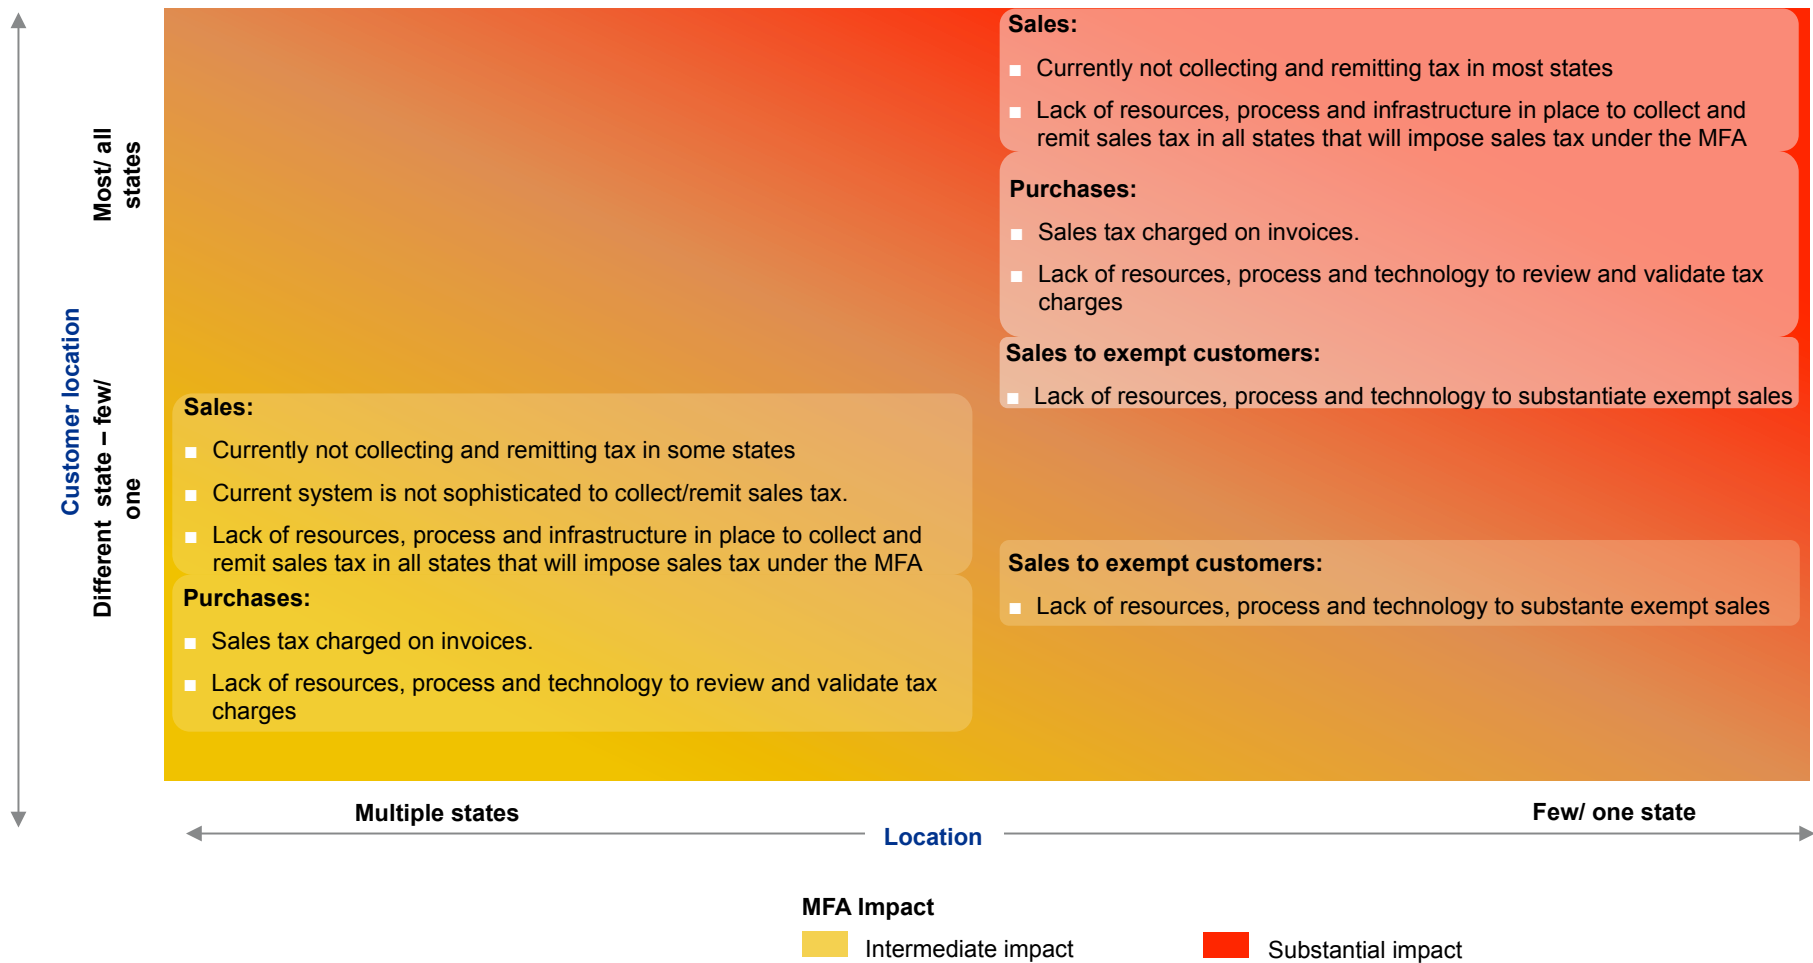 Sales:
Currently not collecting and remitting tax in most states
Lack of resources, process and infrastructure in place to collect and
remit sales tax in all states that will impose sales tax under the MFA
Purchases:
Sales tax charged on invoices.
Lack of resources, process and technology to review and validate tax
charges
Sales to exempt customers:
Lack of resources, process and technology to substantiate exempt sales
Most/ all
states
Customer location
Different state – few/
one
Sales:
Currently not collecting and remitting tax in some states
Current system is not sophisticated to collect/remit sales tax.
Lack of resources, process and infrastructure in place to collect and
remit sales tax in all states that will impose sales tax under the MFA
Purchases:
Sales tax charged on invoices.
Lack of resources, process and technology to review and validate tax
charges
Sales to exempt customers:
Lack of resources, process and technology to substante exempt sales
Multiple states
Few/ one state
Location
MFA Impact
Intermediate impact
Substantial impact